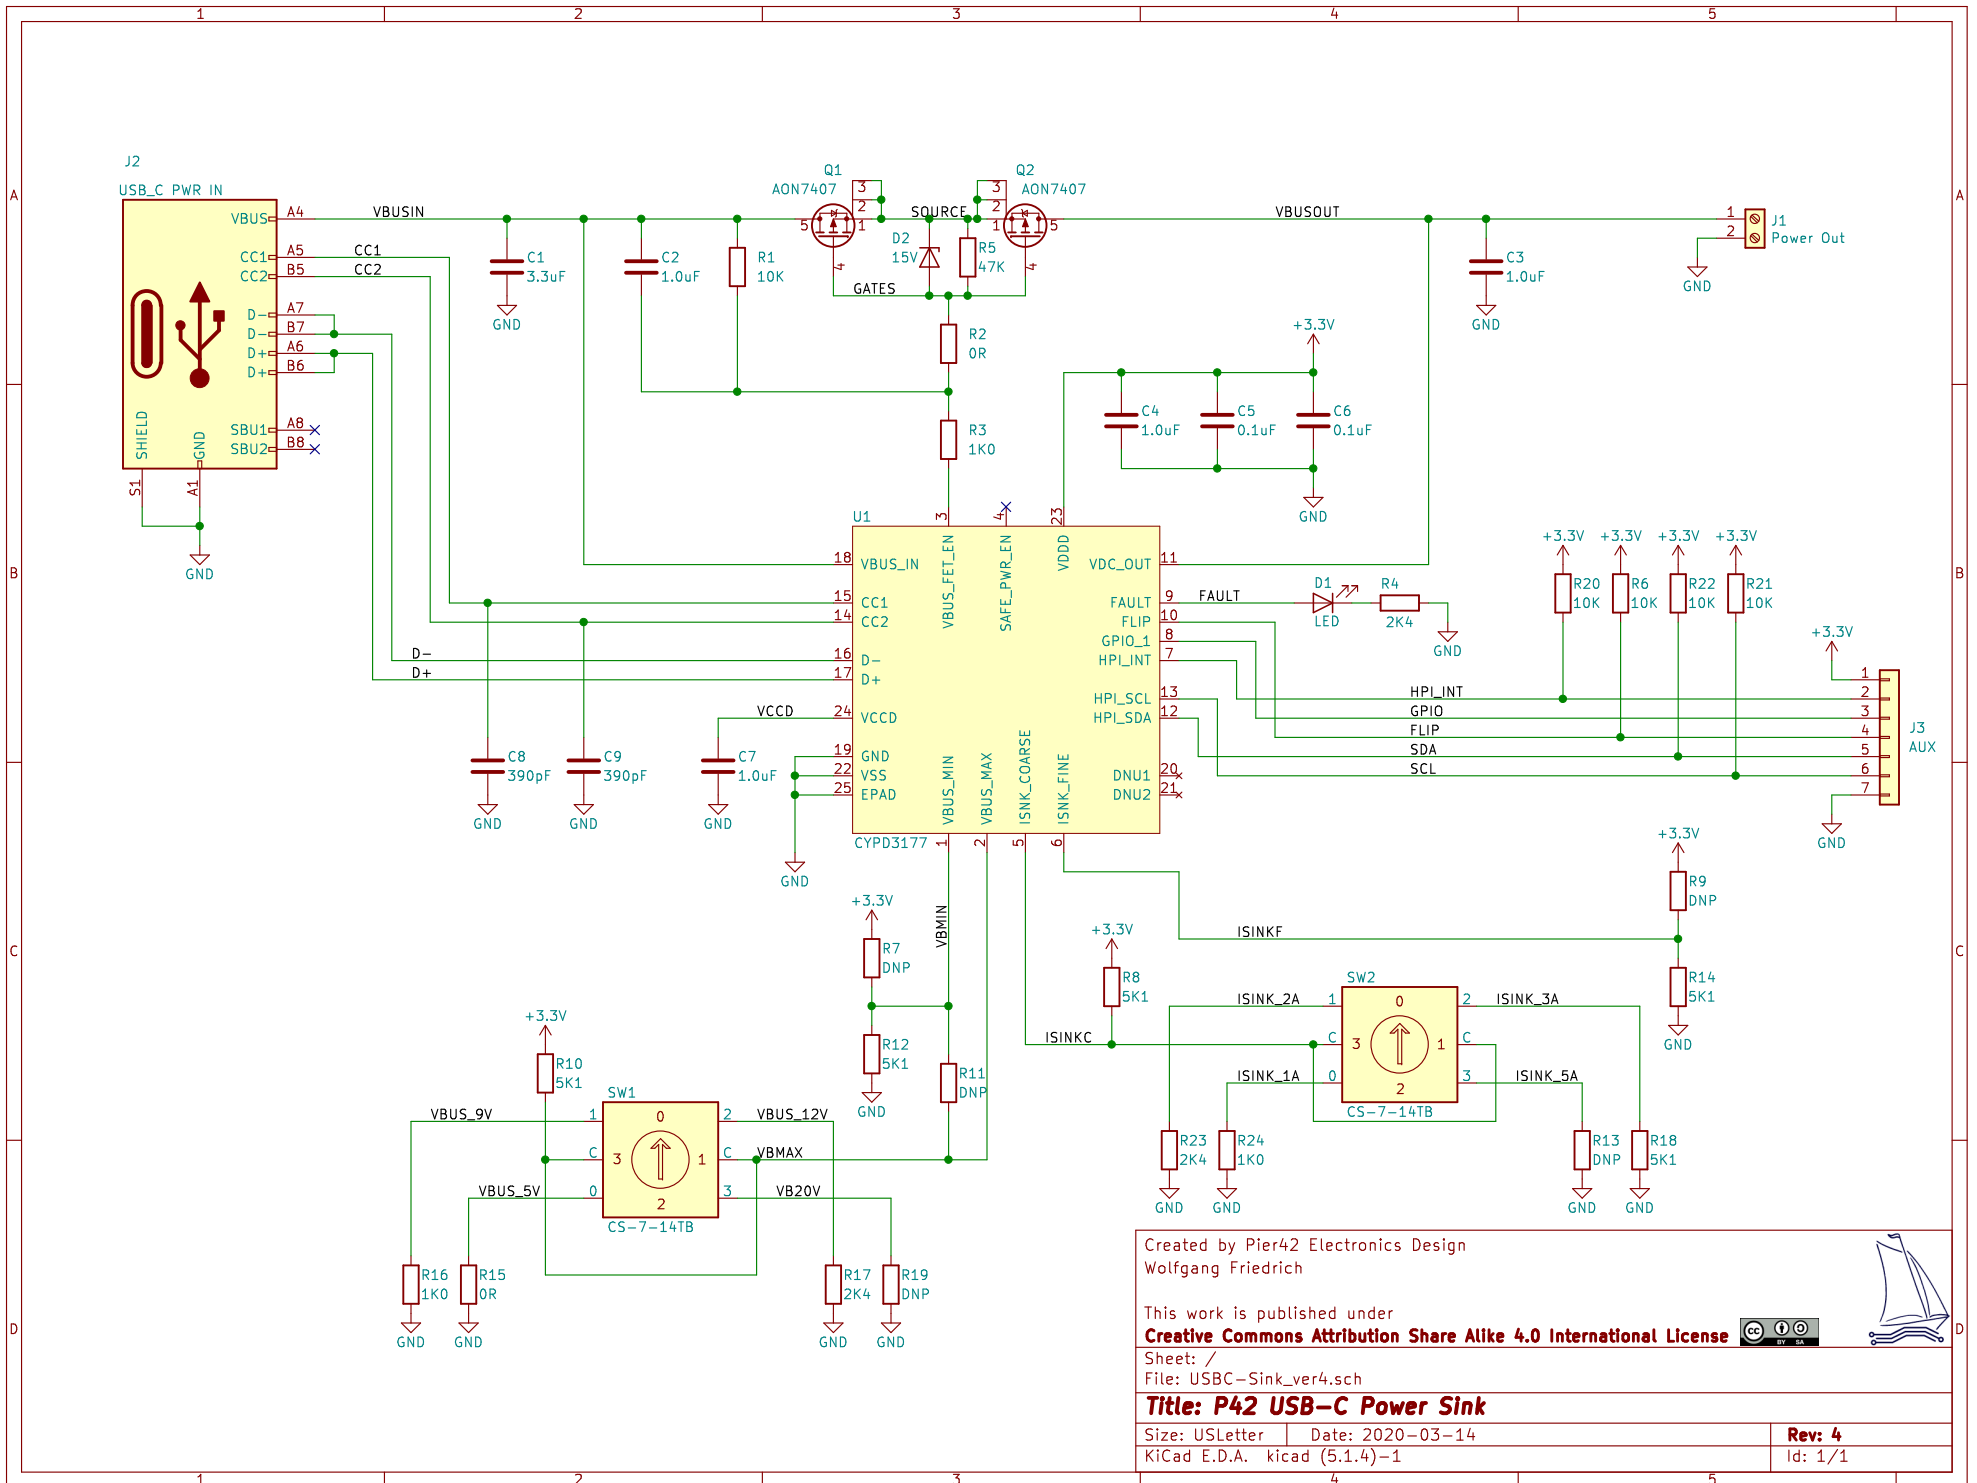 1 2 3 4 5
A
B
C
D
A
B
C
D
J2
USB_C PWR IN
VBUS A4
CC1 A5
CC2 B5
D- A7
D- B7
D+ A6
D+ B6
SBU1 A8
SBU2 B8
SHIELD
GND
S1
A1
GND
VBUSIN
CC1
CC2
C1
3.3uF
GND
C2
1.0uF
R1
10K
Q1
AON7407
3
2
1
5
4
SOURCE
D2
15V
R5
47K
GATES
Q2
AON7407
3
2
1
5
4
R2
0R
R3
1K0
VBUSOUT
C3
1.0uF
GND
1
2
J1
Power Out
GND
+3.3V
C4
1.0uF
C5
0.1uF
C6
0.1uF
GND
U1
3 4 23
18 VBUS_IN
15 CC1
14 CC2
16 D-
17 D+
24 VCCD
19 GND
22 VSS
25 EPAD
VBUS_FET_EN
SAFE_PWR_EN
VDDD
VDC_OUT 11
FAULT 9
FLIP 10
GPIO_1 8
HPI_INT 7
HPI_SCL 13
HPI_SDA 12
DNU1 20
DNU2 21
VBUS_MIN
VBUS_MAX
ISNK_COARSE
ISNK_FINE
CYPD3177
1 2 5 6
D-
D+
VCCD
C8
390pF
GND
C9
390pF
GND
C7
1.0uF
GND
GND
FAULT
D1
LED
R4
2K4
GND
+3.3V
R20
10K
+3.3V
R6
10K
+3.3V
R22
10K
+3.3V
R21
10K
HPI_INT
GPIO
FLIP
SDA
SCL
+3.3V
1
2
3
4
5
6
7
J3
AUX
GND
+3.3V
R9
DNP
R14
5K1
GND
ISINKF
+3.3V
R7
DNP
VBMIN
R12
5K1
GND
R11
DNP
+3.3V
R8
5K1
ISINKC
ISINK_2A
ISINK_1A
SW2
1 0 2
C 3 1 C
0 2 3
CS-7-14TB
ISINK_3A
ISINK_5A
R23
2K4
GND
R24
1K0
GND
R13
DNP
GND
R18
5K1
GND
+3.3V
R10
5K1
SW1
1 0 2
C 3 1 C
0 2 3
CS-7-14TB
VBUS_9V
VBUS_5V
VBUS_12V
VBMAX
VB20V
R16
1K0
GND
R15
0R
GND
R17
2K4
GND
R19
DNP
GND
Created by Pier42 Electronics Design
Wolfgang Friedrich
This work is published under
Creative Commons Attribution Share Alike 4.0 International License
cc BY SA
Sheet: /
File: USBC-Sink_ver4.sch
Title: P42 USB-C Power Sink
Size: USLetter Date: 2020-03-14 Rev: 4
KiCad E.D.A. kicad (5.1.4)-1 Id: 1/1
1 2 3 4 5